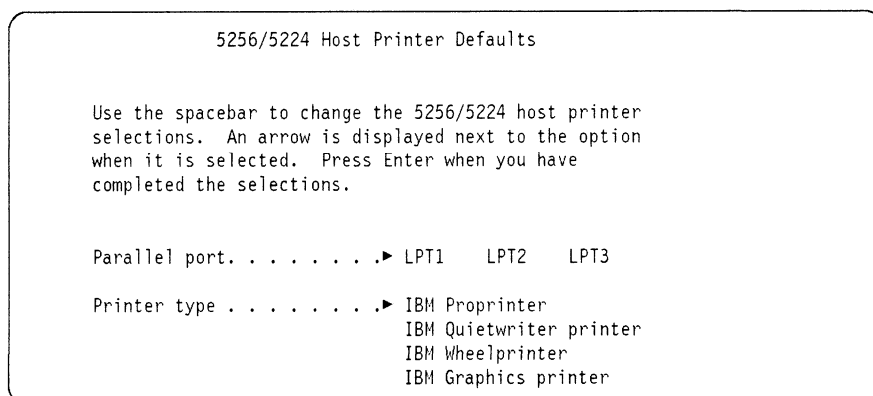 5256/5224 Host Printer Defaults
Use the spacebar to change the 5256/5224 host printer
selections. An arrow is displayed next to the option
when it is selected. Press Enter when you have
completed the selections.
Parallel port. . . . . . . . .► LPT1 LPT2 LPT3
Printer type . . . . . . . . .► IBM Proprinter
IBM Quietwriter printer
IBM Wheelprinter
IBM Graphics printer